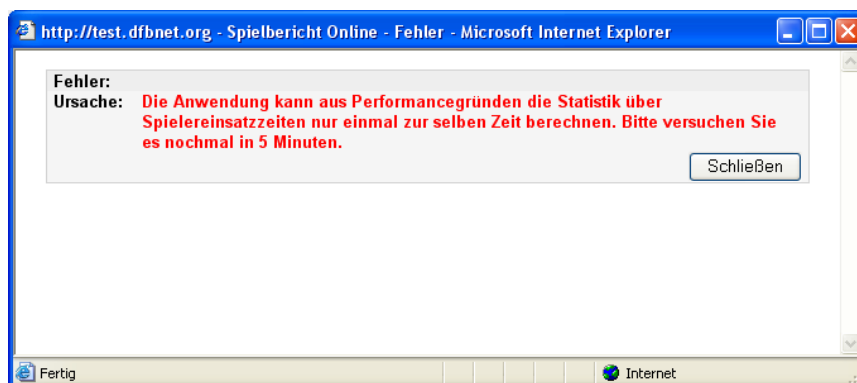 http://test.dfbnet.org - Spielbericht Online - Fehler - Microsoft Internet Explorer
Fehler:
Ursache: Die Anwendung kann aus Performancegründen die Statistik über
Spielereinsatzzeiten nur einmal zur selben Zeit berechnen. Bitte versuchen Sie
es nochmal in 5 Minuten.
Schließen
Fertig Internet